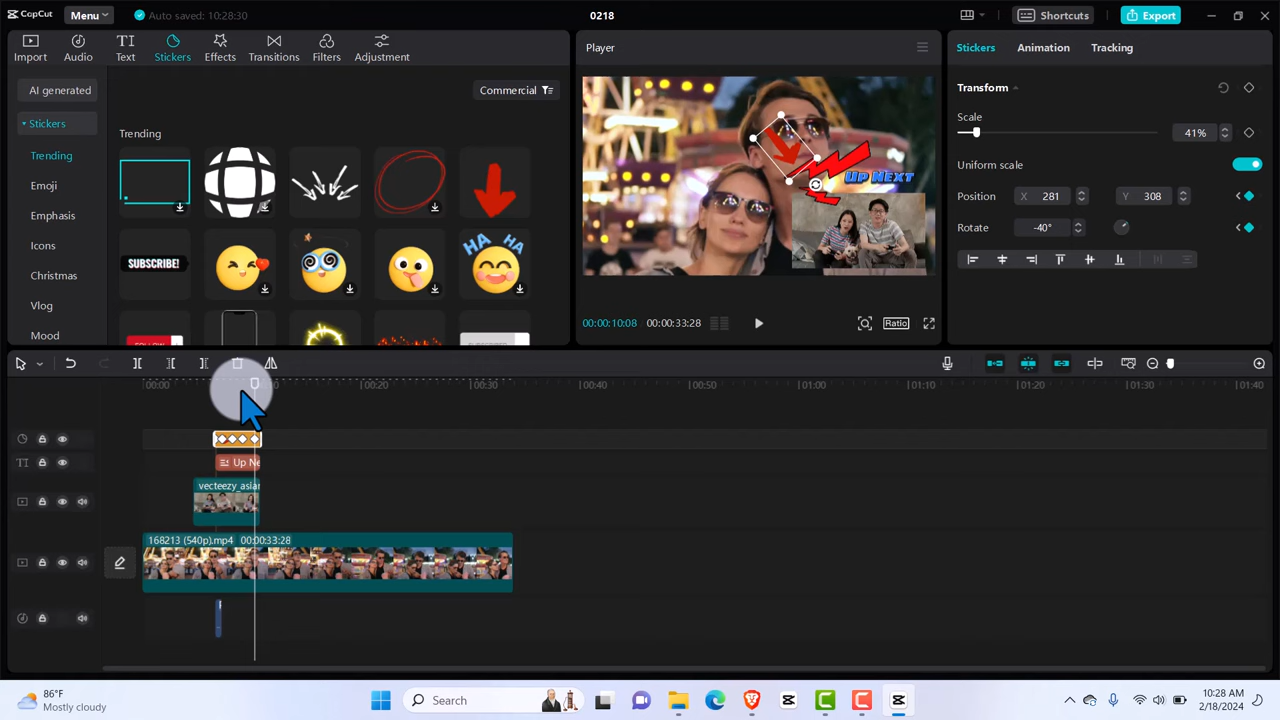 CapCut
Menu
Auto saved: 10:28:30
0218
Shortcuts
Export
Import
Audio
Text
Stickers
Effects
Transitions
Filters
Adjustment
AI generated
Stickers
Trending
Emoji
Emphasis
Icons
Christmas
Vlog
Mood
Commercial
Trending
SUBSCRIBE!
HA HA
Player
UP NEXT
00:00:10:08
00:00:33:28
Ratio
Stickers
Animation
Tracking
Transform
Scale
41%
Uniform scale
Position
X 281
Y 308
Rotate
-40°
00:00
00:20
00:30
00:40
00:50
01:00
01:10
01:20
01:30
01:40
TI
Up Ne
vecteezy_asian
168213 (540p).mp4 00:00:33:28
86°F
Mostly cloudy
Search
10:28 AM
2/18/2024